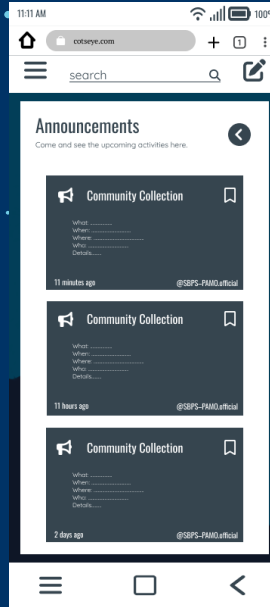 11:11 AM 100%
cotseye.com 1
search
Announcements
Come and see the upcoming activities here.
Community Collection
What: ...............
When: .................
Where: ..............................
Who: ....................
Details.......
11 minutes ago @SBPS-PAMO.official
Community Collection
What: ...............
When: .................
Where: ..............................
Who: ....................
Details.......
11 hours ago @SBPS-PAMO.official
Community Collection
What: ...............
When: .................
Where: ..............................
Who: ....................
Details.......
2 days ago @SBPS-PAMO.official